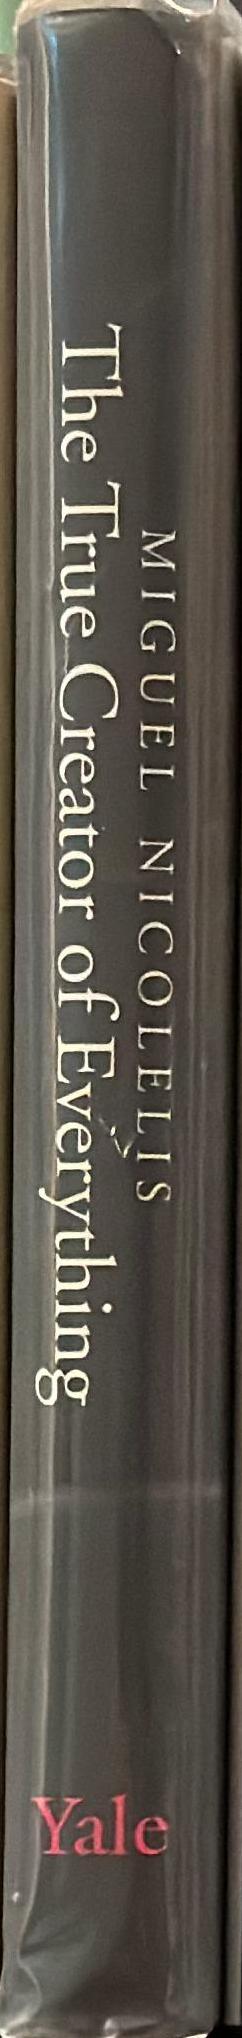 MIGUEL NICOLELIS
The True Creator of Everything
Yale